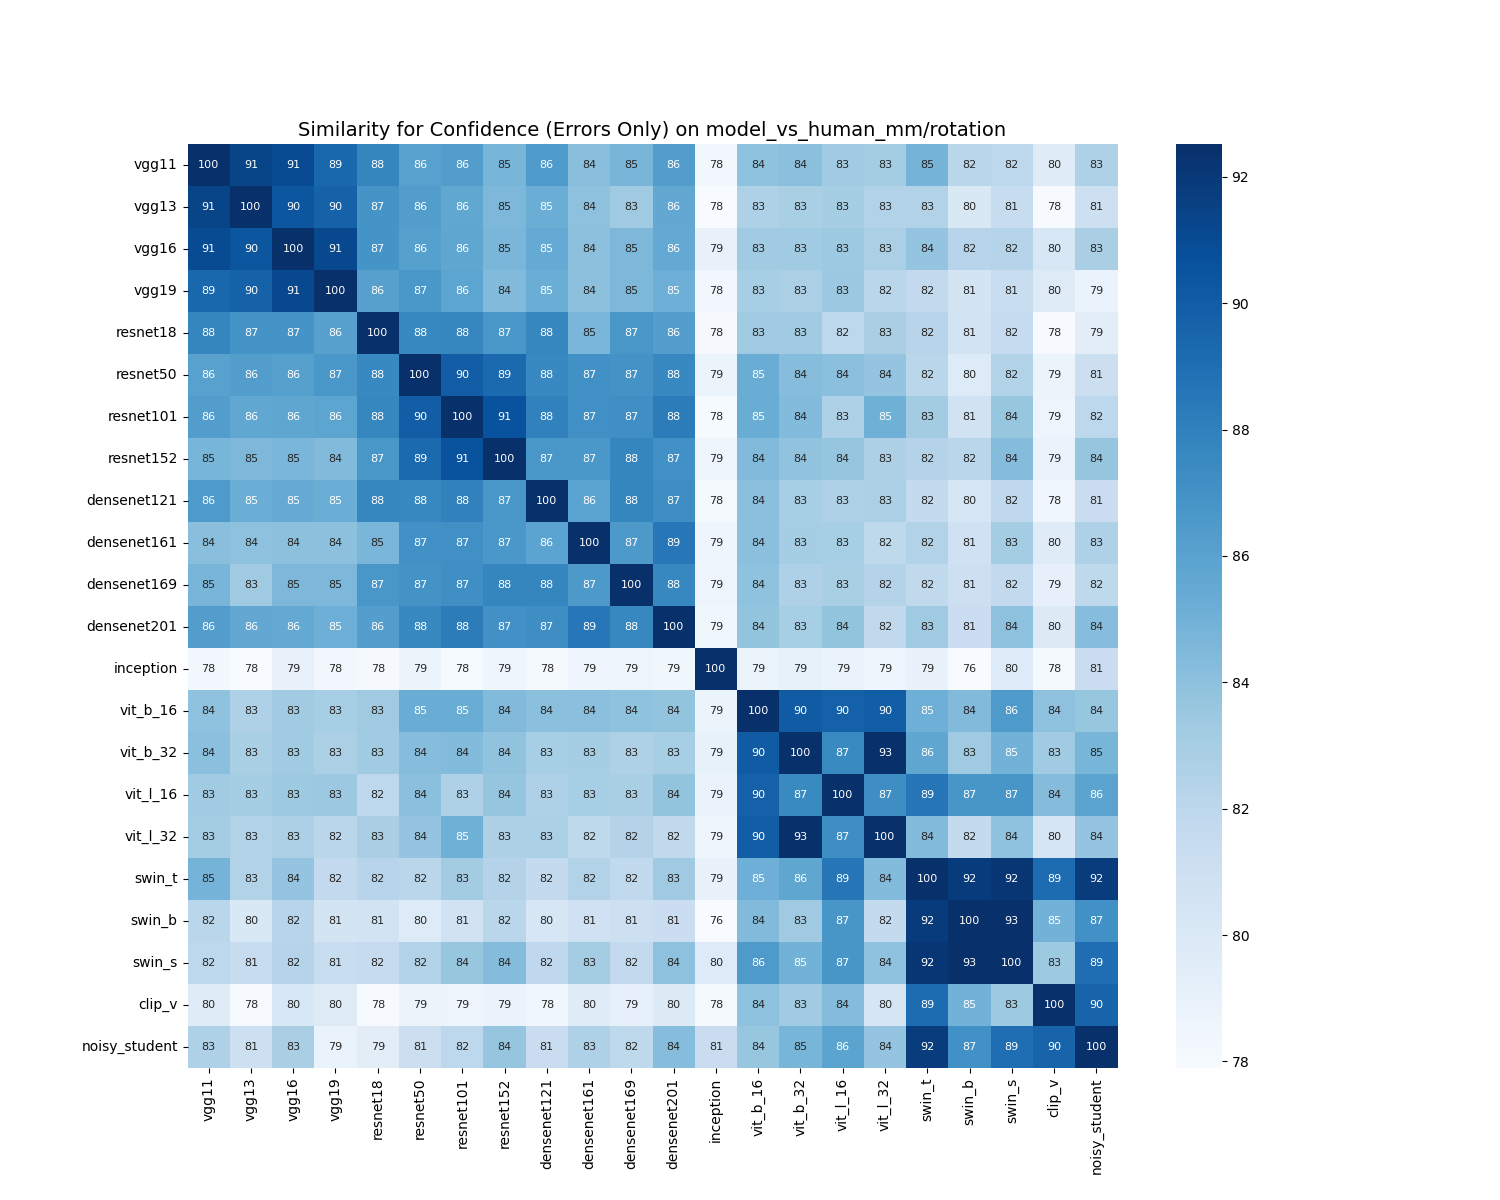 Similarity for Confidence (Errors Only) on model_vs_human_mm/rotation
vgg11 100 91 91 89 88 86 86 85 86 84 85 86 78 84 84 83 83 85 82 82 80 83
vgg13 91 100 90 90 87 86 86 85 85 84 83 86 78 83 83 83 83 83 80 81 78 81
vgg16 91 90 100 91 87 86 86 85 85 84 85 86 79 83 83 83 83 84 82 82 80 83
vgg19 89 90 91 100 86 87 86 84 85 84 85 85 78 83 83 83 82 82 81 81 80 79
resnet18 88 87 87 86 100 88 88 87 88 85 87 86 78 83 83 82 83 82 81 82 78 79
resnet50 86 86 86 87 88 100 90 89 88 87 87 88 79 85 84 84 84 82 80 82 79 81
resnet101 86 86 86 86 88 90 100 91 88 87 87 88 78 85 84 83 85 83 81 84 79 82
resnet152 85 85 85 84 87 89 91 100 87 87 88 87 79 84 84 84 83 82 82 84 79 84
densenet121 86 85 85 85 88 88 88 87 100 86 88 87 78 84 83 83 83 82 80 82 78 81
densenet161 84 84 84 84 85 87 87 87 86 100 87 89 79 84 83 83 82 82 81 83 80 83
densenet169 85 83 85 85 87 87 87 88 88 87 100 88 79 84 83 83 82 82 81 82 79 82
densenet201 86 86 86 85 86 88 88 87 87 89 88 100 79 84 83 84 82 83 81 84 80 84
inception 78 78 79 78 78 79 78 79 78 79 79 79 100 79 79 79 79 79 76 80 78 81
vit_b_16 84 83 83 83 83 85 85 84 84 84 84 84 79 100 90 90 90 85 84 86 84 84
vit_b_32 84 83 83 83 83 84 84 84 83 83 83 83 79 90 100 87 93 86 83 85 83 85
vit_l_16 83 83 83 83 82 84 83 84 83 83 83 84 79 90 87 100 87 89 87 87 84 86
vit_l_32 83 83 83 82 83 84 85 83 83 82 82 82 79 90 93 87 100 84 82 84 80 84
swin_t 85 83 84 82 82 82 83 82 82 82 82 83 79 85 86 89 84 100 92 92 89 92
swin_b 82 80 82 81 81 80 81 82 80 81 81 81 76 84 83 87 82 92 100 93 85 87
swin_s 82 81 82 81 82 82 84 84 82 83 82 84 80 86 85 87 84 92 93 100 83 89
clip_v 80 78 80 80 78 79 79 79 78 80 79 80 78 84 83 84 80 89 85 83 100 90
noisy_student 83 81 83 79 79 81 82 84 81 83 82 84 81 84 85 86 84 92 87 89 90 100
vgg11 vgg13 vgg16 vgg19 resnet18 resnet50 resnet101 resnet152 densenet121 densenet161 densenet169 densenet201 inception vit_b_16 vit_b_32 vit_l_16 vit_l_32 swin_t swin_b swin_s clip_v noisy_student
92
90
88
86
84
82
80
78